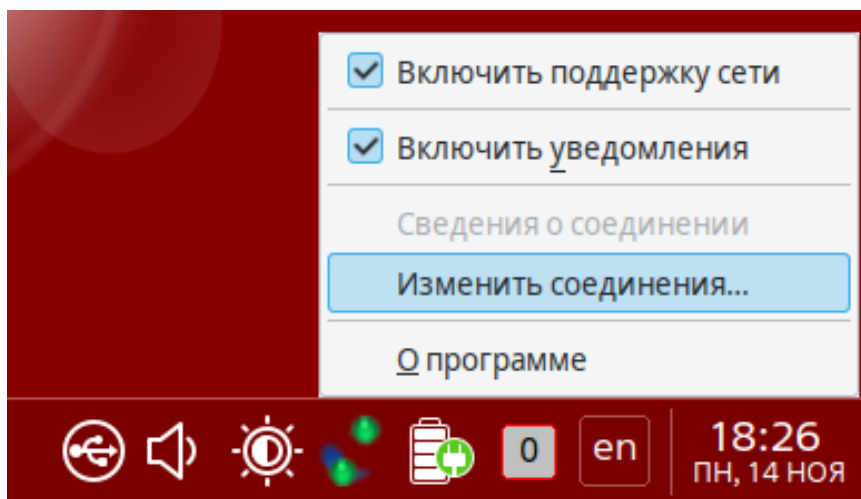 Включить поддержку сети
Включить уведомления
Сведения о соединении
Изменить соединения...
О программе
0 en 18:26
ПН, 14 НОЯ